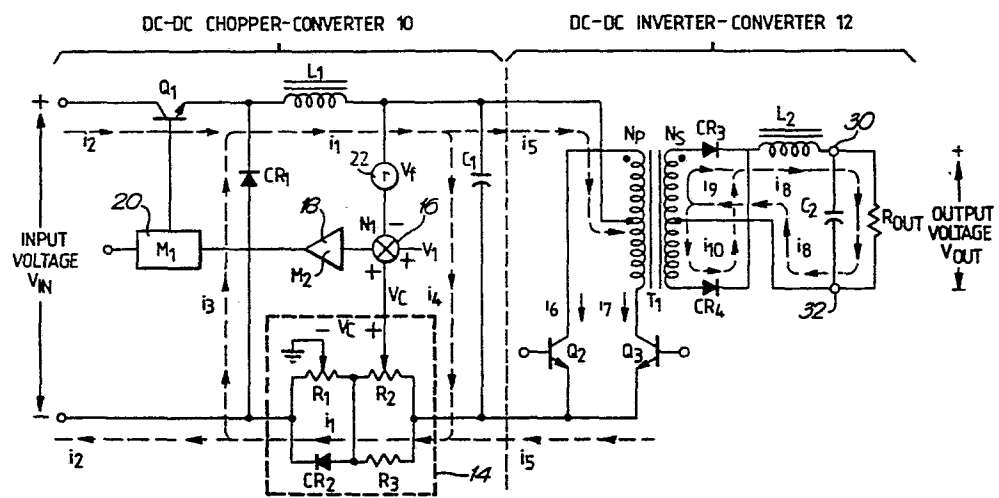 DC-DC CHOPPER-CONVERTER 10
DC-DC INVERTER-CONVERTER 12
Q1
L1
+
i2
i1
i5
22
r
Vf
C1
CR1
N1
−
16
V1
+
+
18
M2
20
M1
INPUT
VOLTAGE
VIN
i3
VC
i4
− VC +
R1
R2
i1
CR2
R3
14
−
i2
i5
NP
NS
CR3
L2
30
i9
i8
C2
ROUT
i10
i8
+
OUTPUT
VOLTAGE
VOUT
−
T1
CR4
32
i6
i7
Q2
Q3